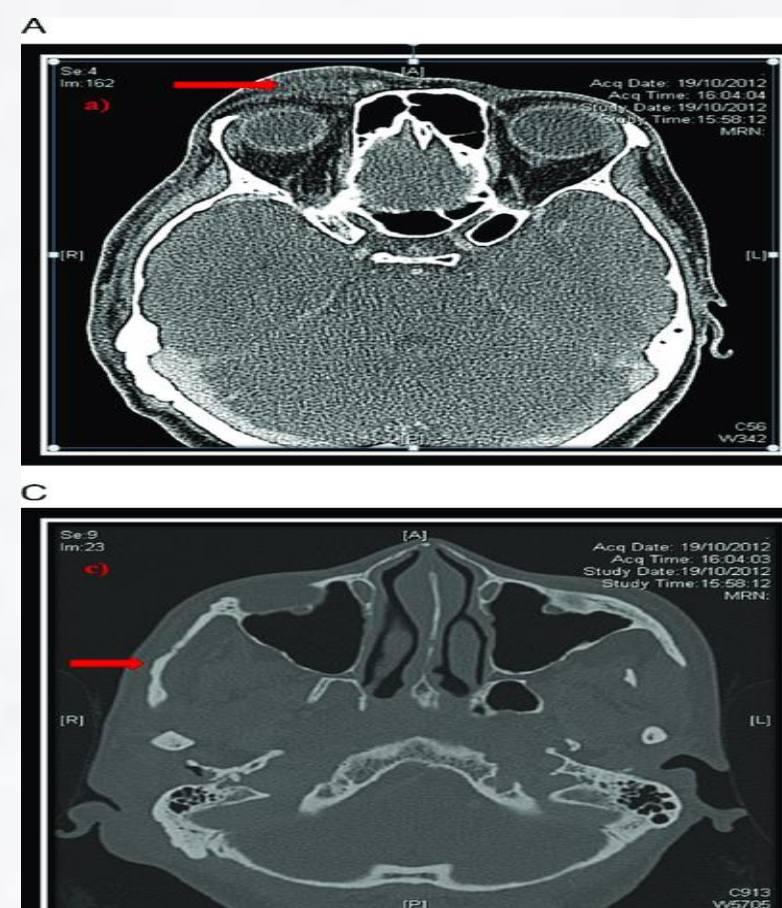 A
Se:4
Im:162
a)
[A]
Acq Date: 19/10/2012
Acq Time: 16:04:04
Study Date:19/10/2012
Study Time:15:58:12
MRN:
[R]
[L]
[P]
C56
W342
C
Se:9
Im:23
c)
[A]
Acq Date: 19/10/2012
Acq Time: 16:04:03
Study Date:19/10/2012
Study Time:15:58:12
MRN:
[R]
[L]
[P]
C913
W5705